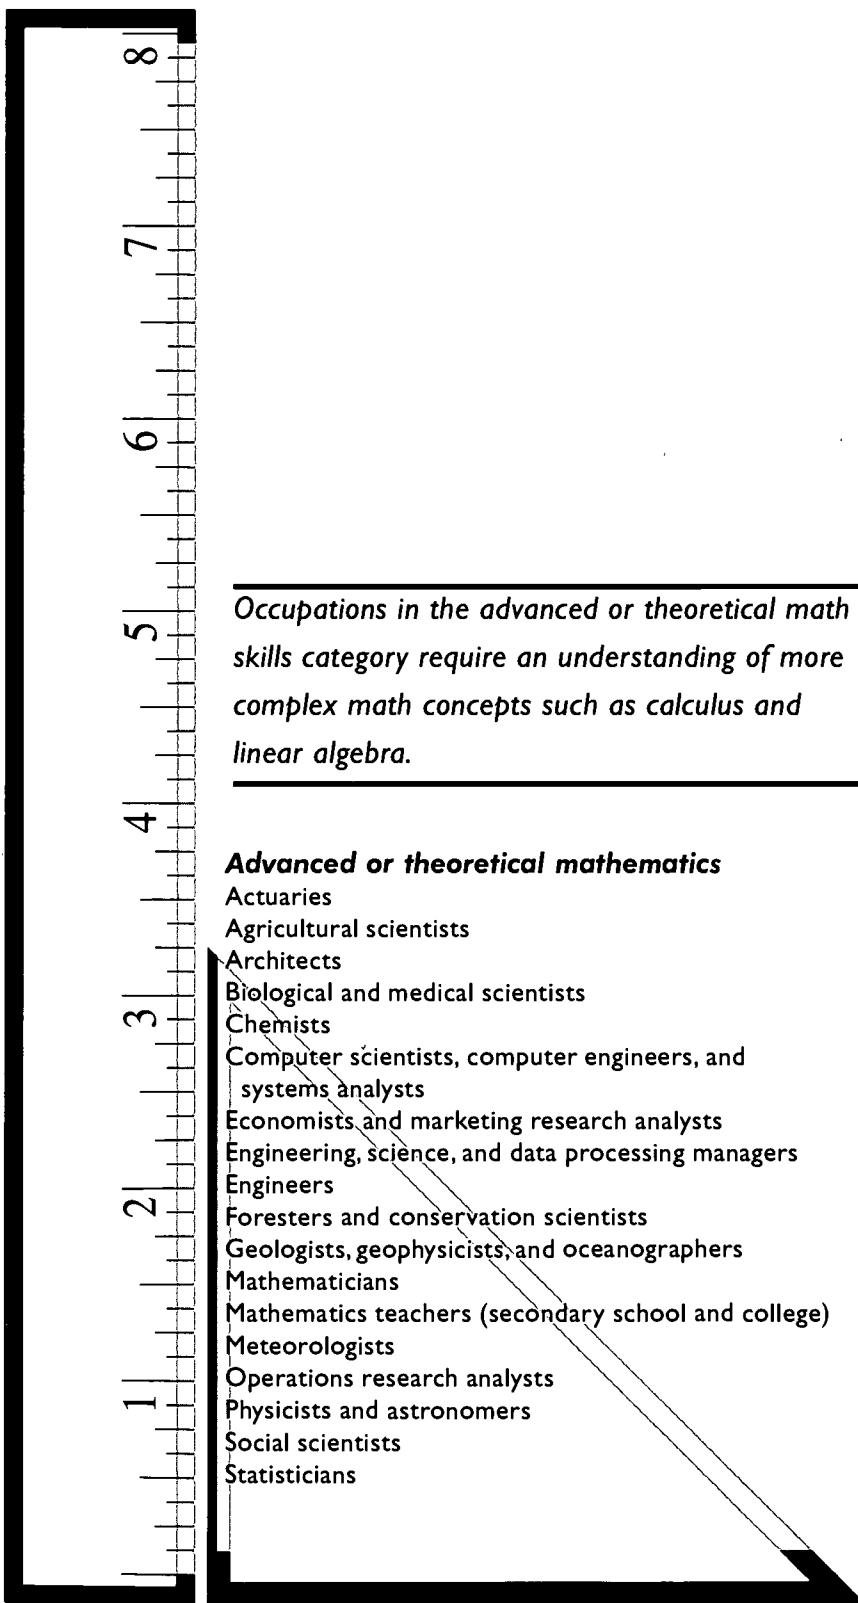 8
7
6
5
4
3
2
1
Occupations in the advanced or theoretical math
skills category require an understanding of more
complex math concepts such as calculus and
linear algebra.
Advanced or theoretical mathematics
Actuaries
Agricultural scientists
Architects
Biological and medical scientists
Chemists
Computer scientists, computer engineers, and
systems analysts
Economists and marketing research analysts
Engineering, science, and data processing managers
Engineers
Foresters and conservation scientists
Geologists, geophysicists, and oceanographers
Mathematicians
Mathematics teachers (secondary school and college)
Meteorologists
Operations research analysts
Physicists and astronomers
Social scientists
Statisticians